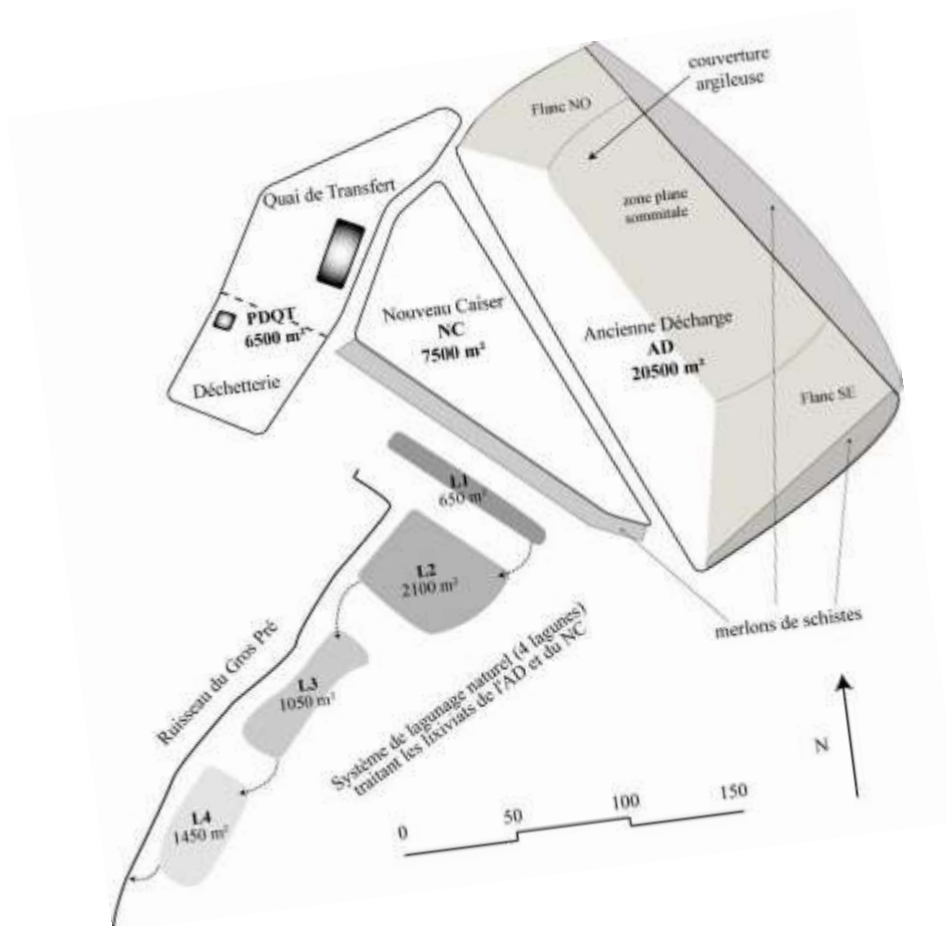 couverture
argileuse
Flanc NO
Quai de Transfert
zone plane
sommitale
PDQT
6500 m²
Déchetterie
Nouveau Caiser
NC
7500 m²
Ancienne Décharge
AD
20500 m²
Flanc SE
L1
650 m²
L2
2100 m²
merlons de schistes
Ruisseau du Gros Pré
Système de lagunage naturel (4 lagunes)
traitant les lixiviats de l'AD et du NC
L3
1050 m²
L4
1450 m²
N
0 50 100 150